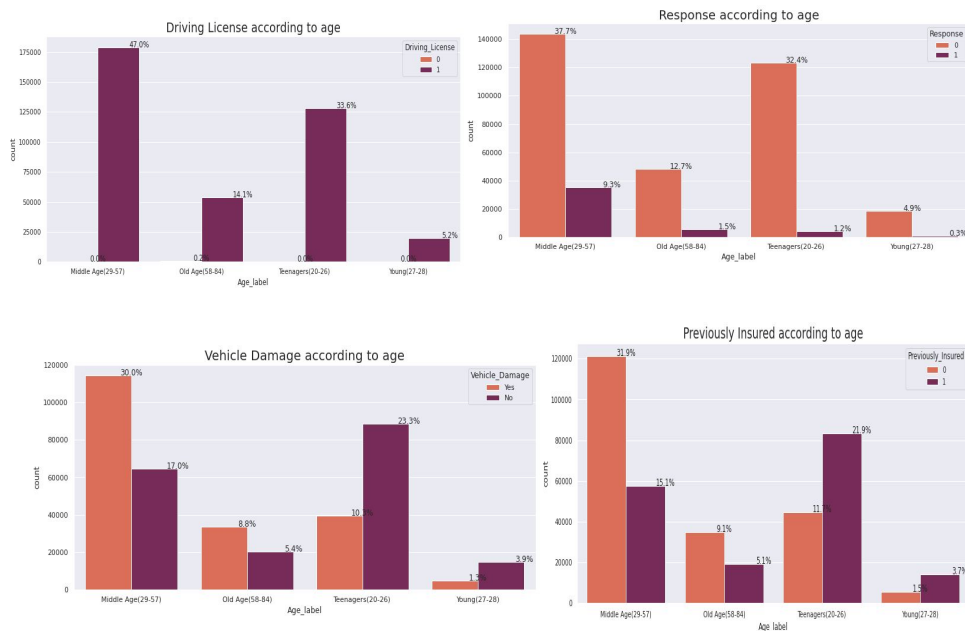 Driving License according to age
Driving_License
0
1
175000
150000
125000
100000
75000
50000
25000
0
count
47.0%
33.6%
14.1%
5.2%
0.0%
0.2%
0.0%
0.0%
Middle Age(29-57)
Old Age(58-84)
Teenagers(20-26)
Young(27-28)
Age_label
Response according to age
Response
0
1
140000
120000
100000
80000
60000
40000
20000
0
count
37.7%
9.3%
12.7%
1.5%
32.4%
1.2%
4.9%
0.3%
Middle Age(29-57)
Old Age(58-84)
Teenagers(20-26)
Young(27-28)
Age_label
Vehicle Damage according to age
Vehicle_Damage
Yes
No
120000
100000
80000
60000
40000
20000
0
count
30.0%
17.0%
8.8%
5.4%
10.3%
23.3%
1.3%
3.9%
Middle Age(29-57)
Old Age(58-84)
Teenagers(20-26)
Young(27-28)
Age_label
Previously Insured according to age
Previously_Insured
0
1
120000
100000
80000
60000
40000
20000
0
count
31.9%
15.1%
9.1%
5.1%
11.7%
21.9%
1.5%
3.7%
Middle Age(29-57)
Old Age(58-84)
Teenagers(20-26)
Young(27-28)
Age_label